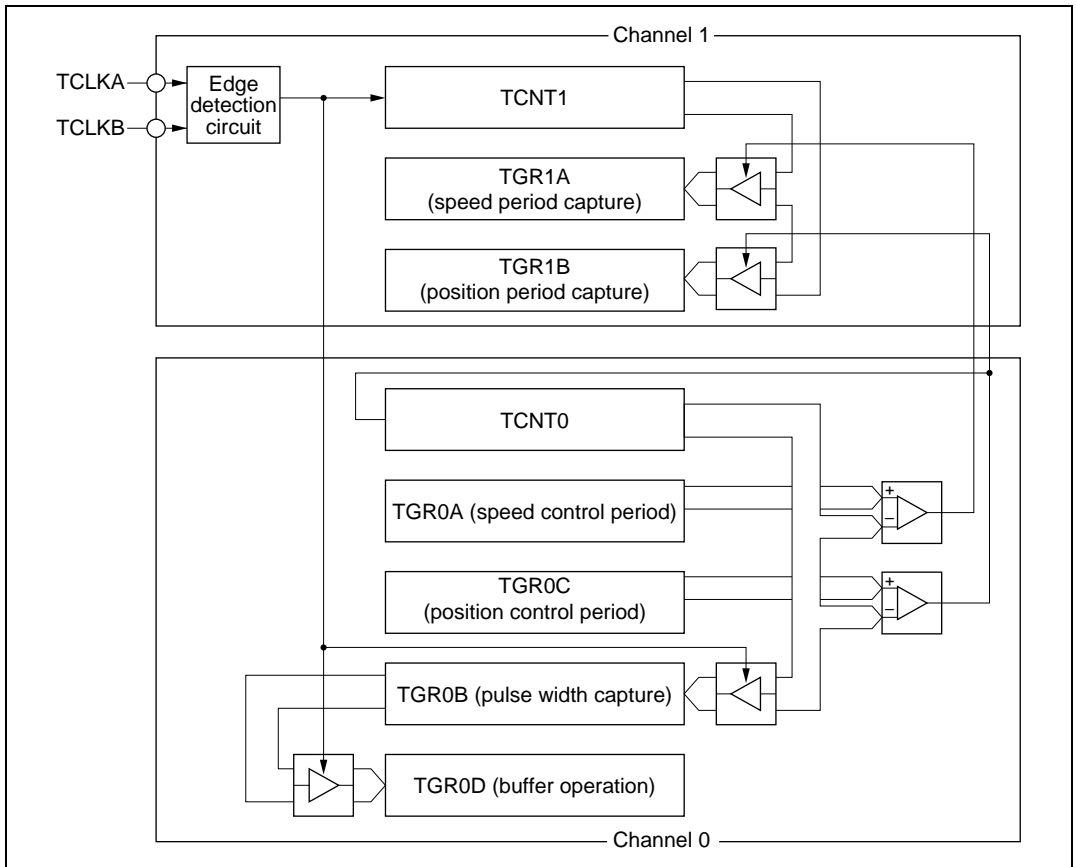 Channel 1
TCLKA
TCLKB
Edge
detection
circuit
TCNT1
TGR1A
(speed period capture)
TGR1B
(position period capture)
TCNT0
TGR0A (speed control period)
+
−
TGR0C
(position control period)
+
−
TGR0B (pulse width capture)
TGR0D (buffer operation)
Channel 0